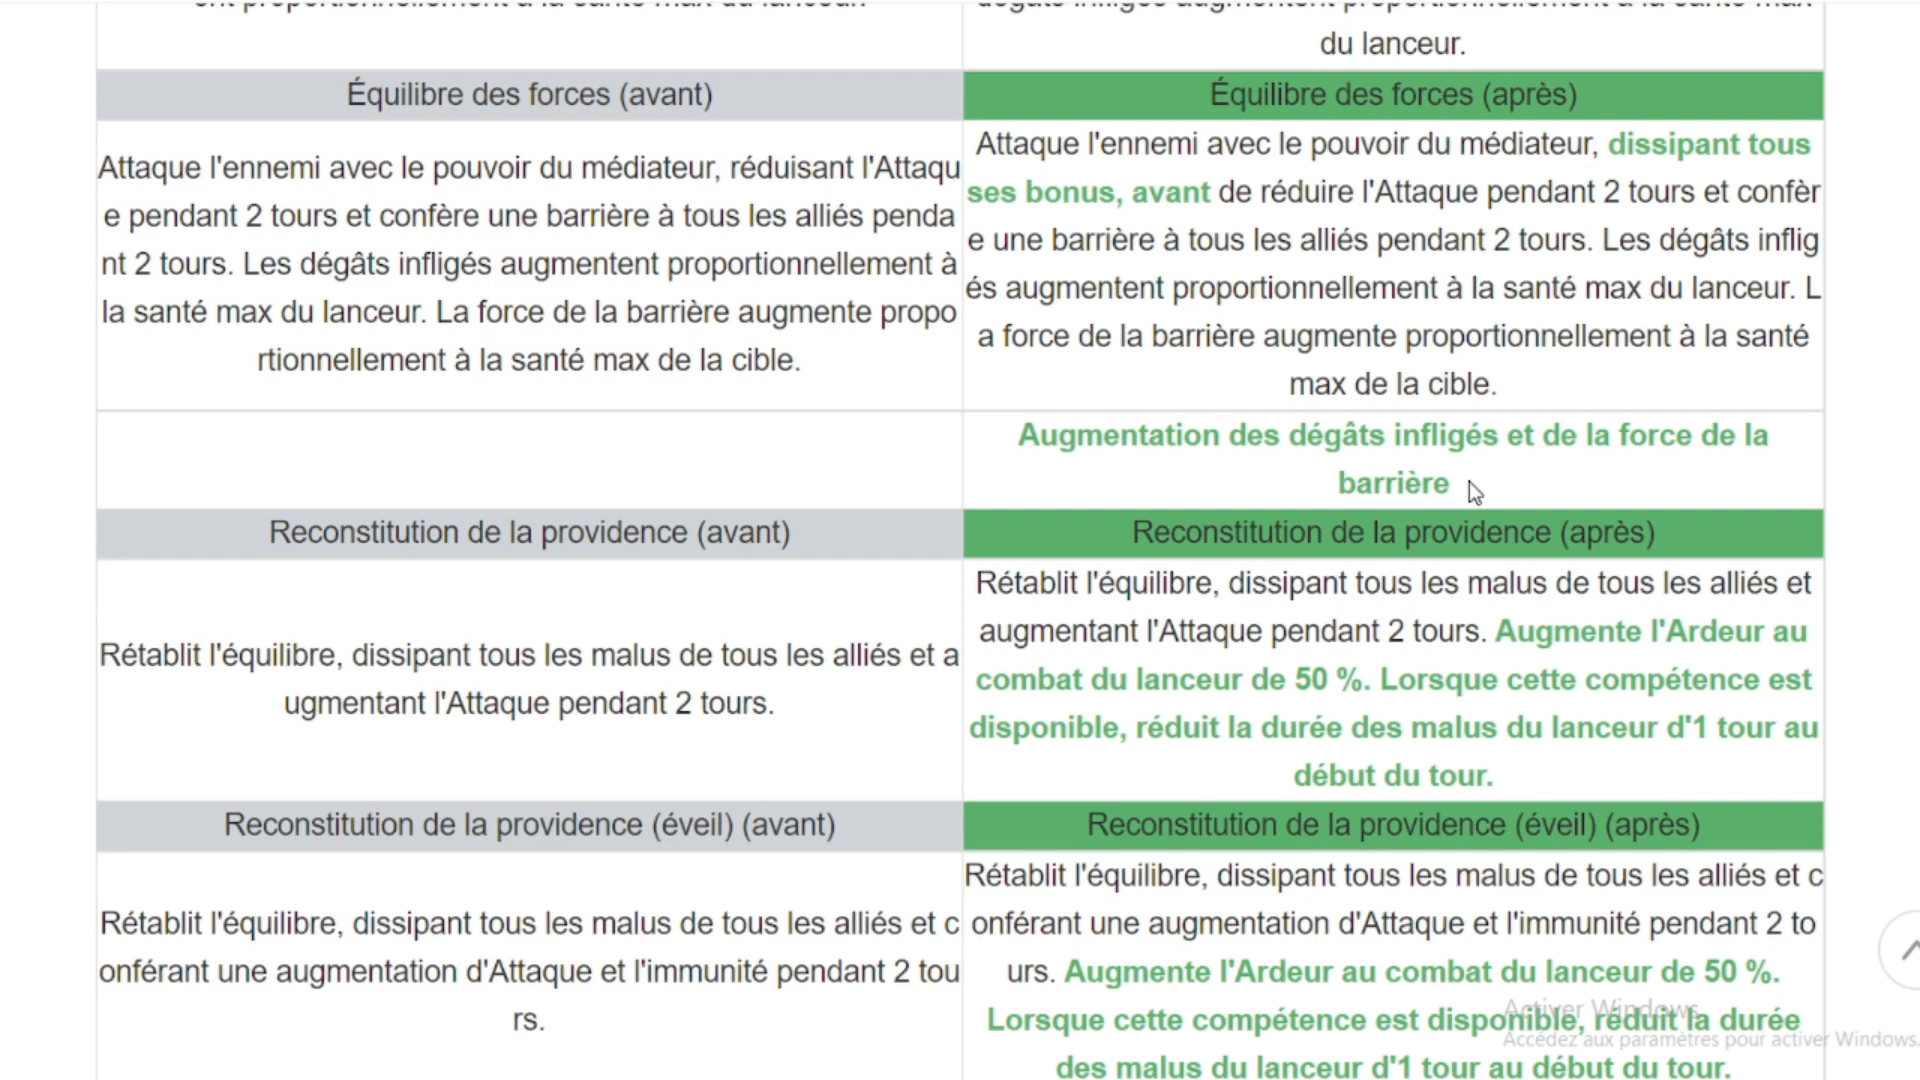 du lanceur.
Équilibre des forces (avant)
Équilibre des forces (après)
Attaque l'ennemi avec le pouvoir du médiateur, réduisant l'Attaqu
e pendant 2 tours et confère une barrière à tous les alliés penda
nt 2 tours. Les dégâts infligés augmentent proportionnellement à
la santé max du lanceur. La force de la barrière augmente propo
rtionnellement à la santé max de la cible.
Attaque l'ennemi avec le pouvoir du médiateur, dissipant tous
ses bonus, avant de réduire l'Attaque pendant 2 tours et confèr
e une barrière à tous les alliés pendant 2 tours. Les dégâts inflig
és augmentent proportionnellement à la santé max du lanceur. L
a force de la barrière augmente proportionnellement à la santé
max de la cible.
Augmentation des dégâts infligés et de la force de la
barrière
Reconstitution de la providence (avant)
Reconstitution de la providence (après)
Rétablit l'équilibre, dissipant tous les malus de tous les alliés et a
ugmentant l'Attaque pendant 2 tours.
Rétablit l'équilibre, dissipant tous les malus de tous les alliés et
augmentant l'Attaque pendant 2 tours. Augmente l'Ardeur au
combat du lanceur de 50 %. Lorsque cette compétence est
disponible, réduit la durée des malus du lanceur d'1 tour au
début du tour.
Reconstitution de la providence (éveil) (avant)
Reconstitution de la providence (éveil) (après)
Rétablit l'équilibre, dissipant tous les malus de tous les alliés et c
onférant une augmentation d'Attaque et l'immunité pendant 2 tou
rs.
Rétablit l'équilibre, dissipant tous les malus de tous les alliés et c
onférant une augmentation d'Attaque et l'immunité pendant 2 to
urs. Augmente l'Ardeur au combat du lanceur de 50 %.
Lorsque cette compétence est disponible, réduit la durée
des malus du lanceur d'1 tour au début du tour.
Activer Windows
Accédez aux paramètres pour activer Windows.